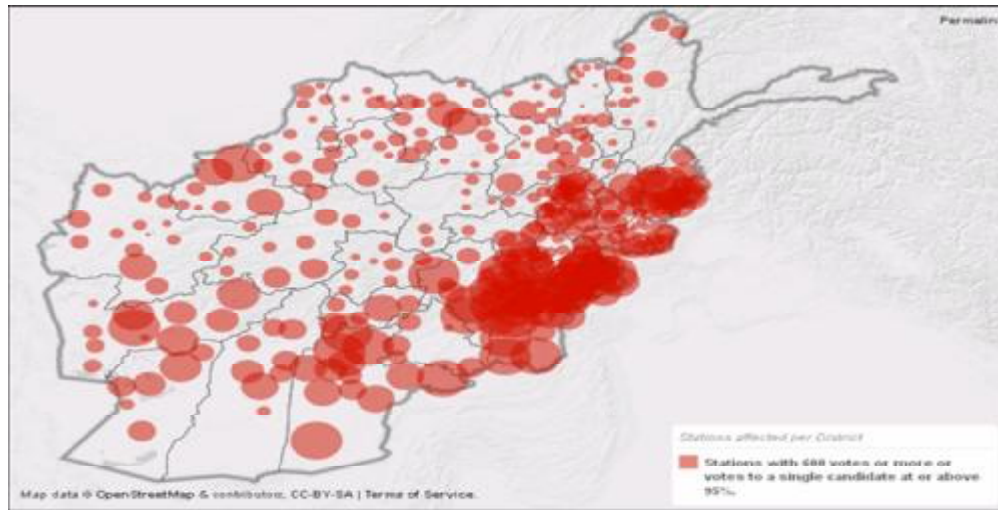 Permalin
Stations affected per District
Stations with 600 votes or more or
votes to a single candidate at or above
95%.
Map data © OpenStreetMap & contributors, CC-BY-SA | Terms of Service.